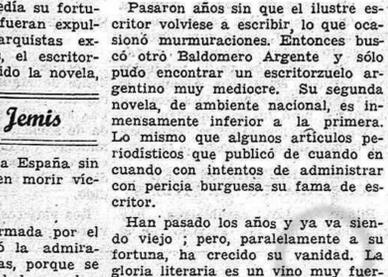 edía su fortu-
fueran expul-
arquistas ex-
, el escritor-
ido la novela,
Jemis
a España sin
en morir víc-
ormada por el
ó la admira-
as, porque se
Pasaron años sin que el ilustre es-
critor volviese a escribir, lo que oca-
sionó murmuraciones. Entonces bus-
có otro Baldomero Argente y sólo
pudo encontrar un escritorzuelo ar-
gentino muy mediocre. Su segunda
novela, de ambiente nacional, es in-
mensamente inferior a la primera.
Lo mismo que algunos artículos pe-
riodísticos que publicó de cuando en
cuando con intentos de administrar
con pericia burguesa su fama de es-
critor.
Han pasado los años y ya va sien-
do viejo; pero, paralelamente a su
fortuna, ha crecido su vanidad. La
gloria literaria es un vino muy fuer-